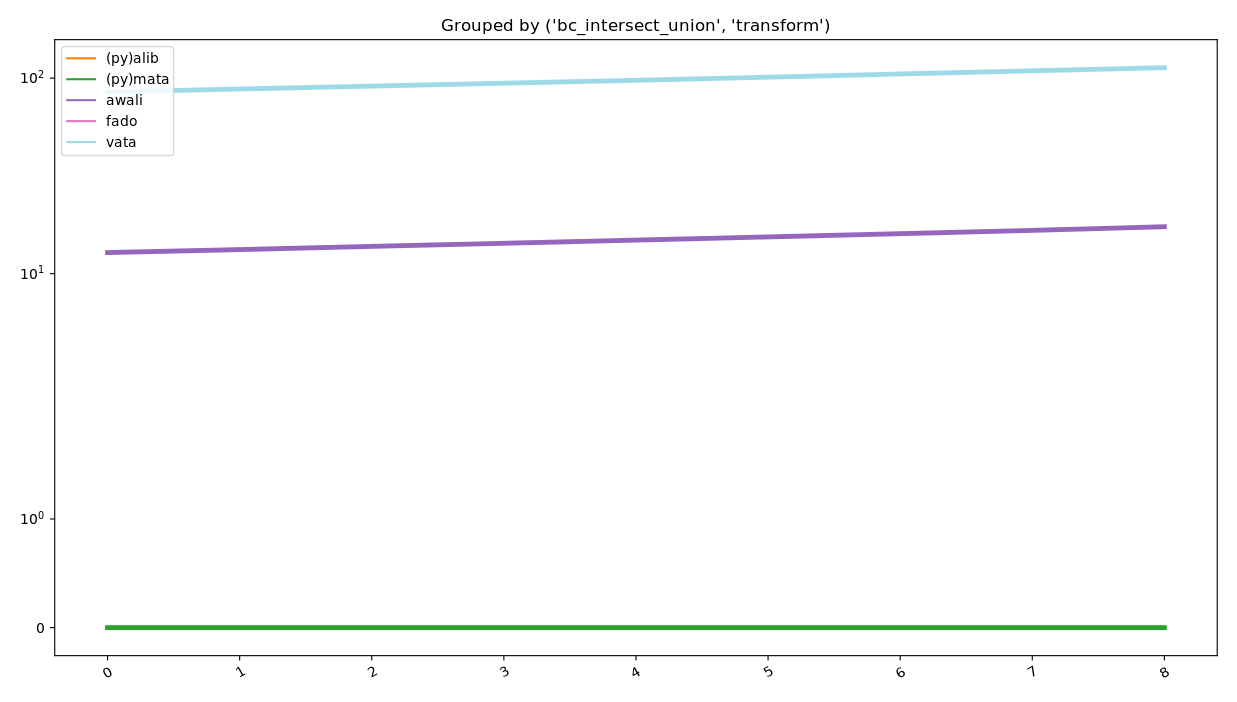 Grouped by ('bc_intersect_union', 'transform')
(py)alib
(py)mata
awali
fado
vata
10²
10¹
10⁰
0
0 1 2 3 4 5 6 7 8